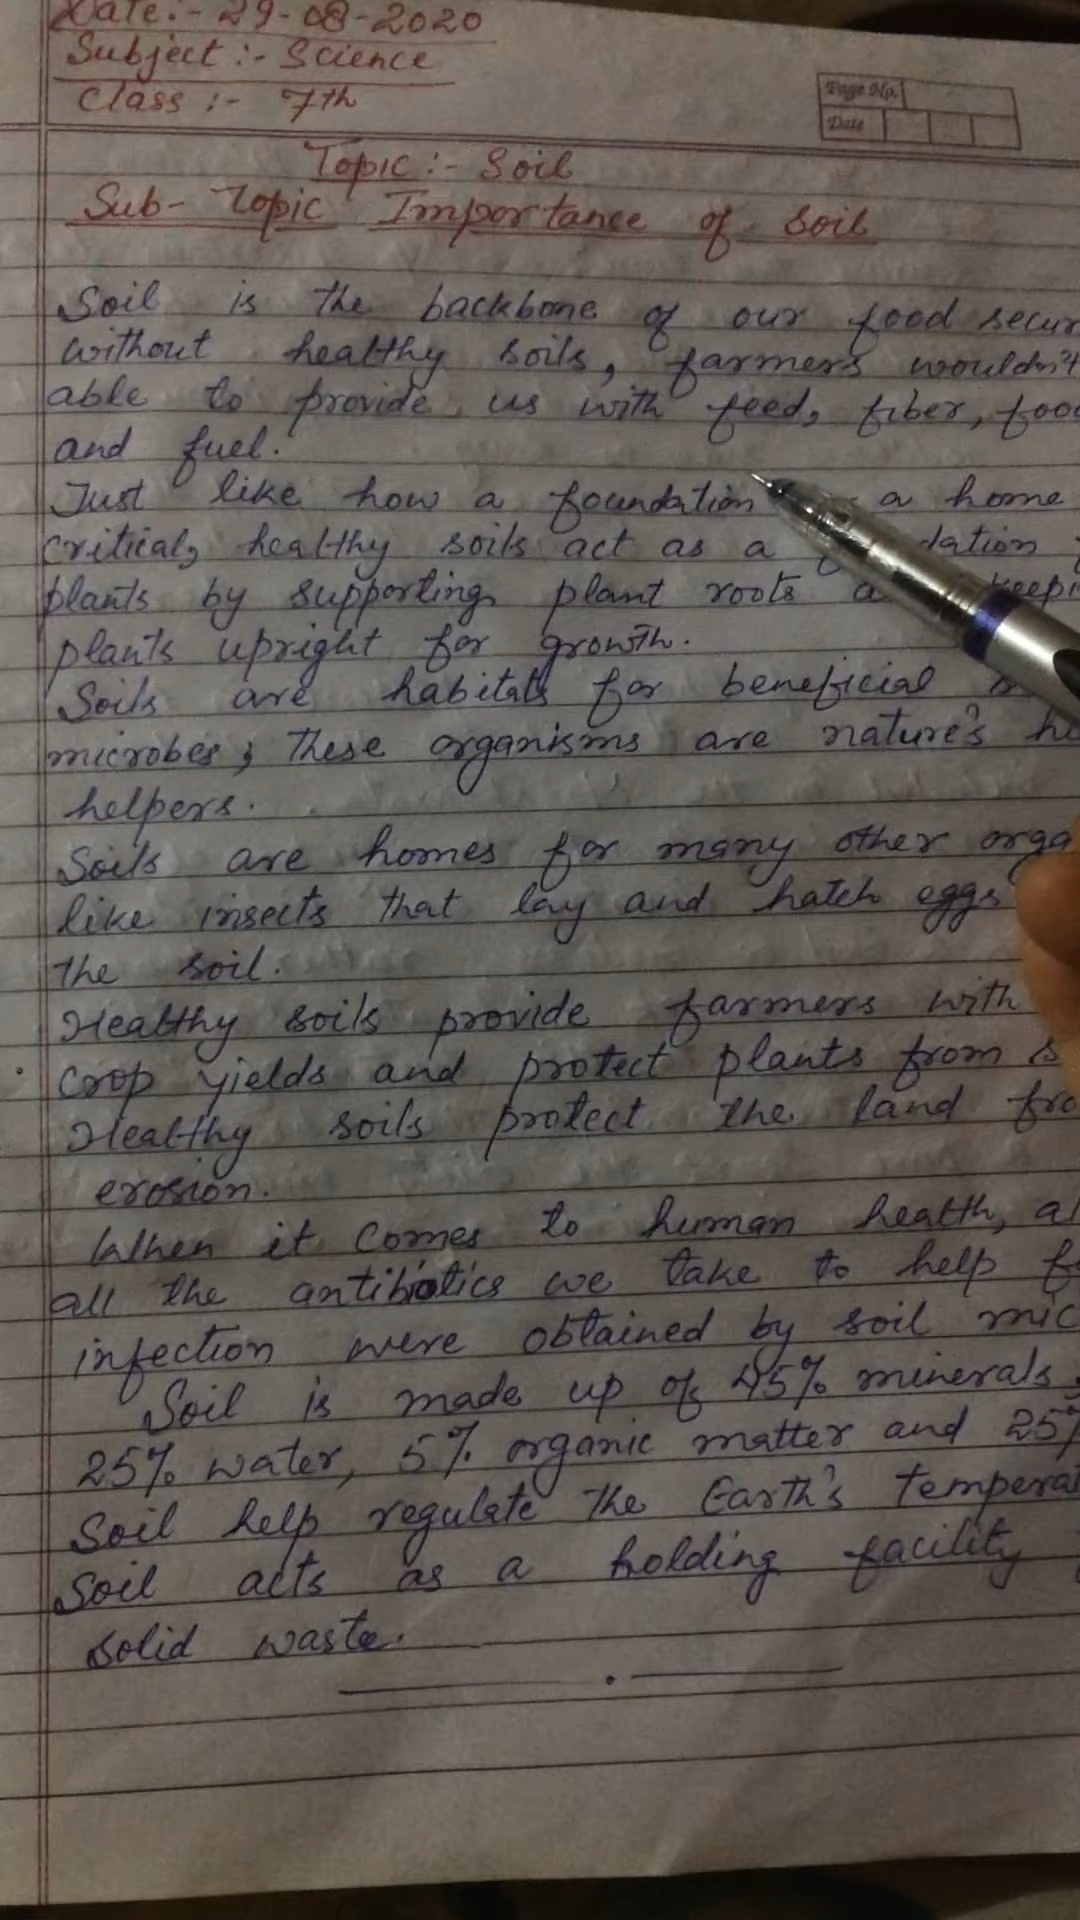 Date:- 29-08-2020
Subject:- Science
Class:- 7th
Page No.
Date
Topic:- Soil
Sub-Topic Importance of soil
Soil is the backbone of our food
without healthy soils, farmers wouldn't
able to provide us with feed, fiber,
and fuel.
Just like how a foundation a home
critical, healthy soils act as a
plants by supporting plant roots
plants upright for growth.
Soils are habitats for beneficial
microbes; these organisms are nature's
helpers.
Soils are homes for many other
like insects that lay and hatch eggs
the soil.
Healthy soils provide farmers with
crop yields and protect plants from
Healthy soils protect the land
erosion.
When it comes to human health,
all the antibiotics we take to help
infection were obtained by soil
Soil is made up of 45% minerals,
25% water, 5% organic matter and 25%
Soil help regulate the Earth's
Soil acts as a holding facility
solid waste.